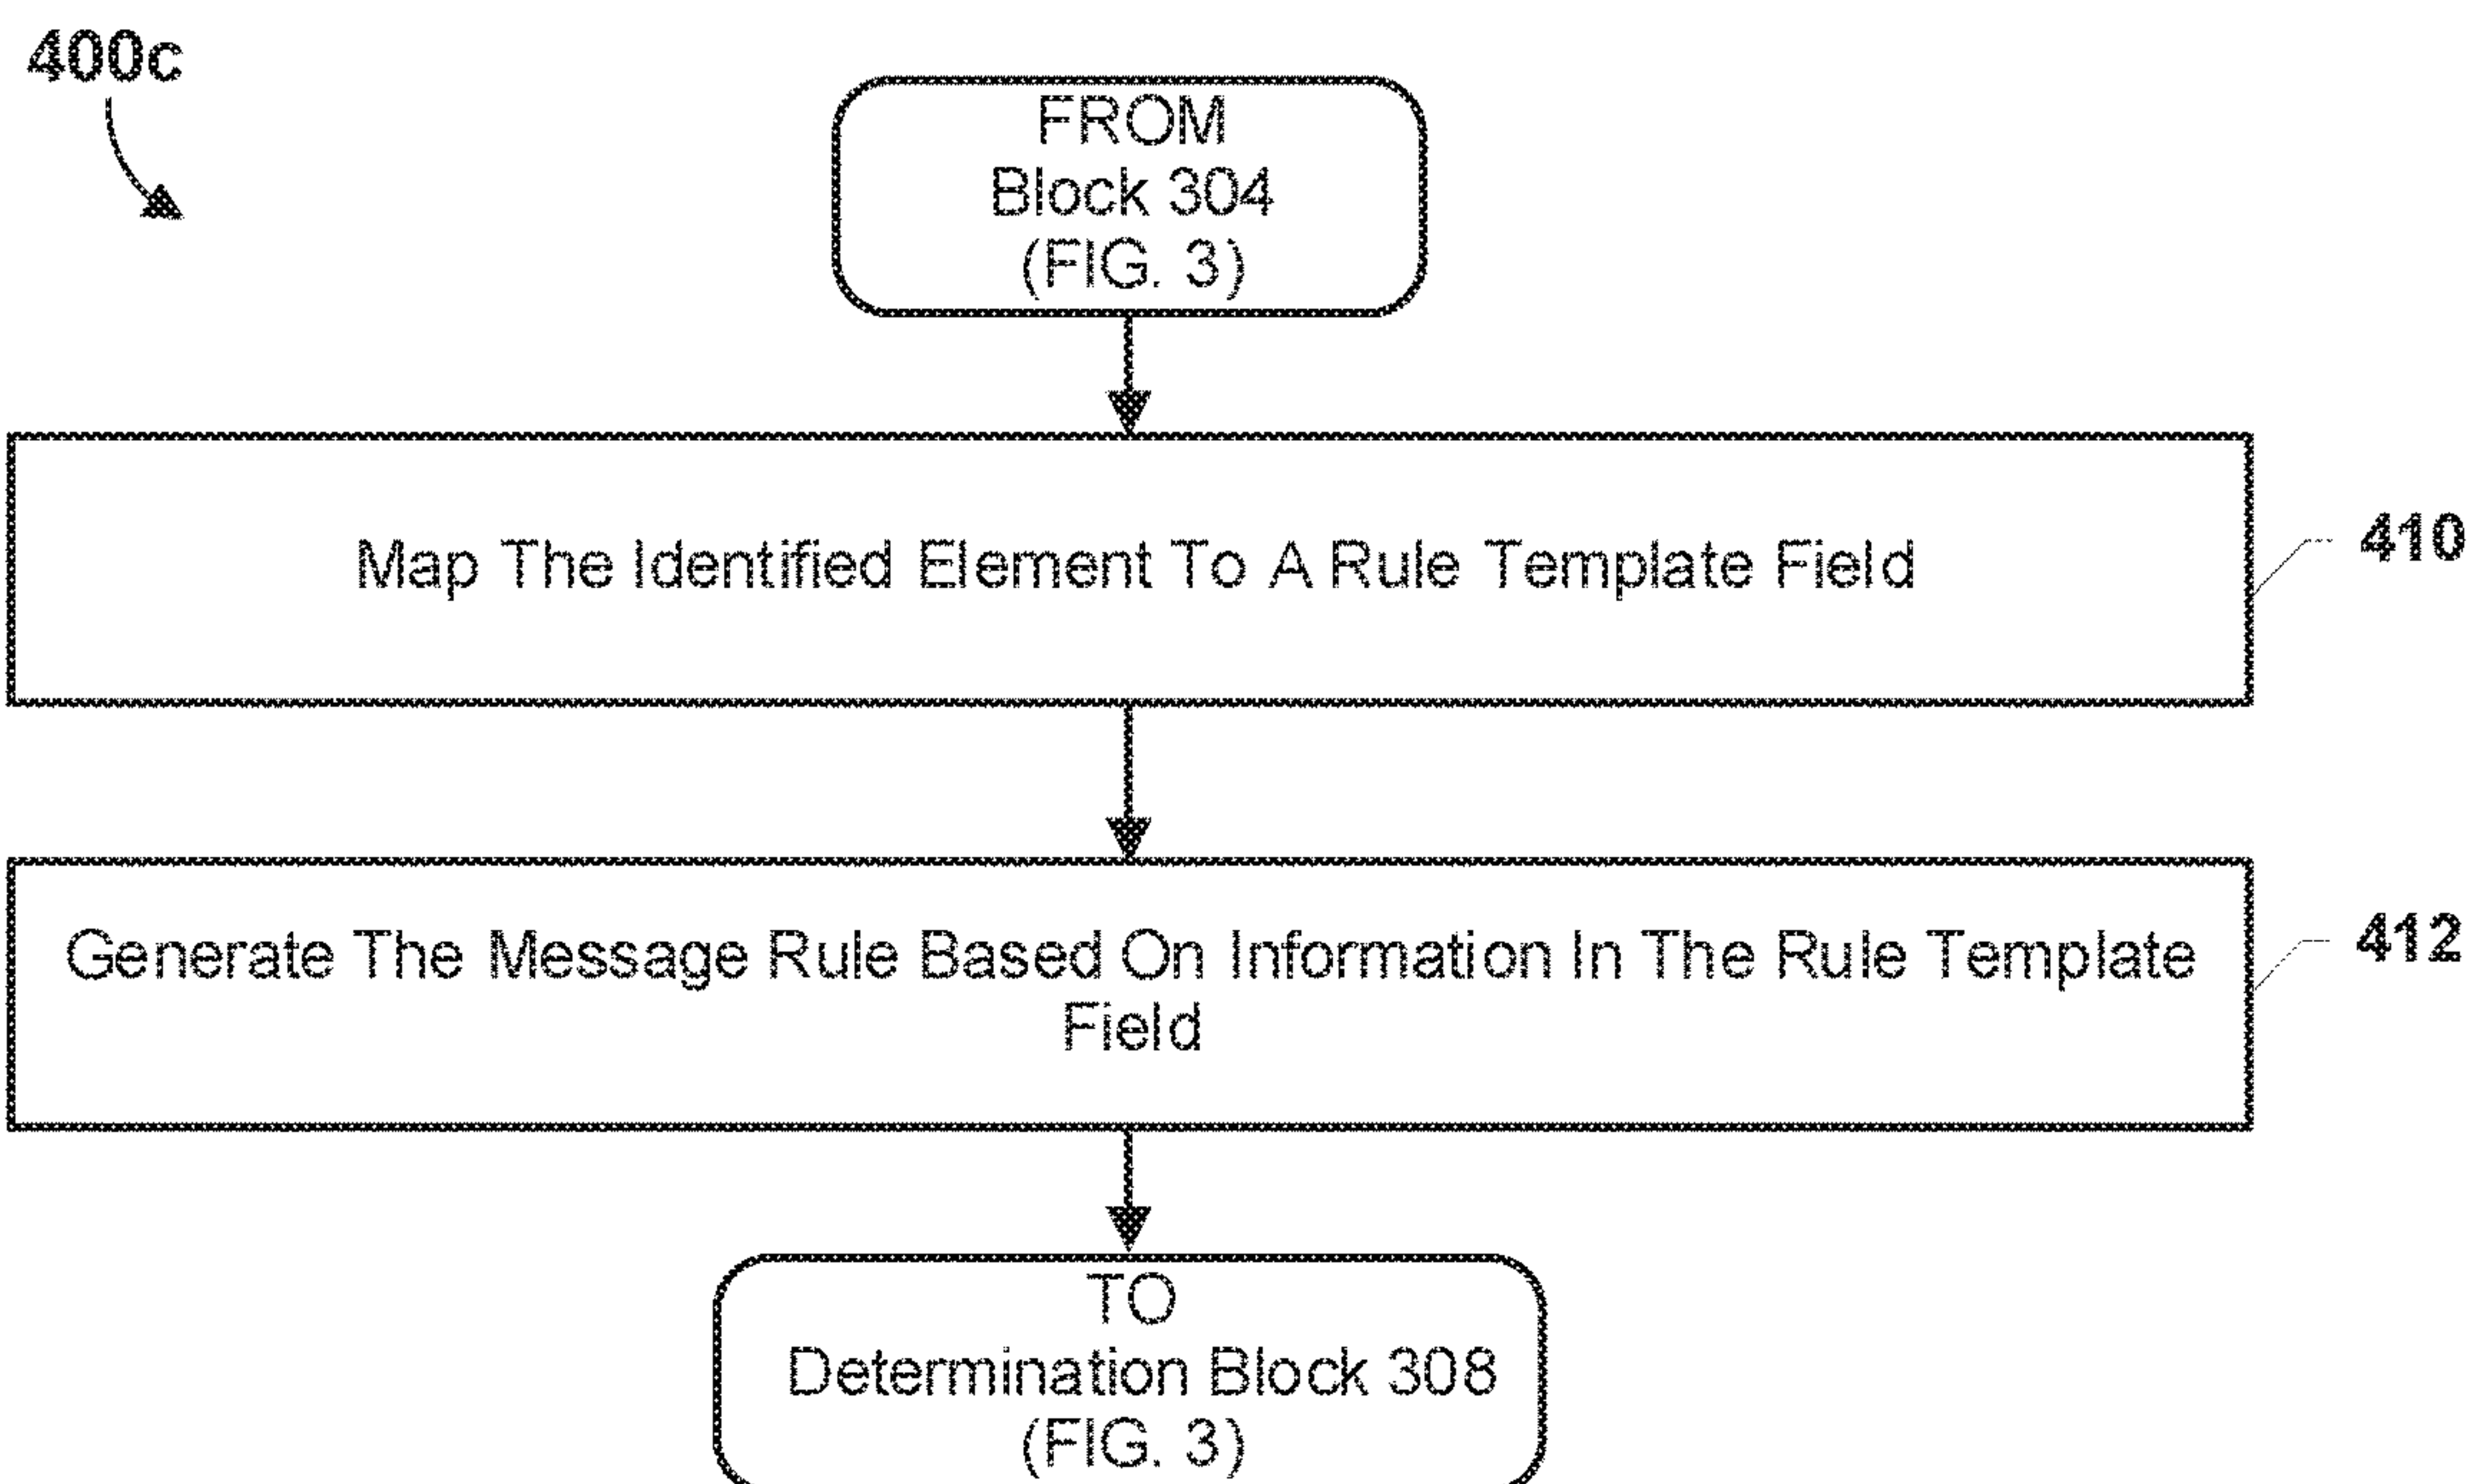 400c
FROM
Block 304
(FIG. 3)
Map The Identified Element To A Rule Template Field
410
Generate The Message Rule Based On Information In The Rule Template
Field
412
TO
Determination Block 308
(FIG. 3)